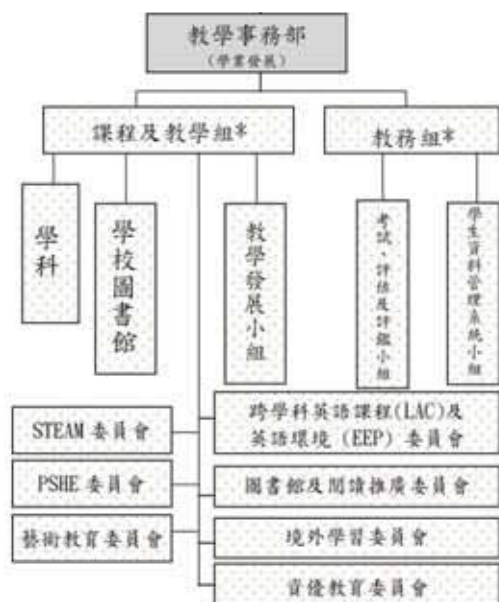 教學事務部
(學業發展)
課程及教學組*
教務組*
學科
學校圖書館
教學發展小組
考試、評估及評鑑小組
學生資料管理系統小組
STEAM 委員會
跨學科英語課程(LAC)及
英語環境 (EEP) 委員會
PSHE 委員會
圖書館及閱讀推廣委員會
藝術教育委員會
境外學習委員會
資優教育委員會